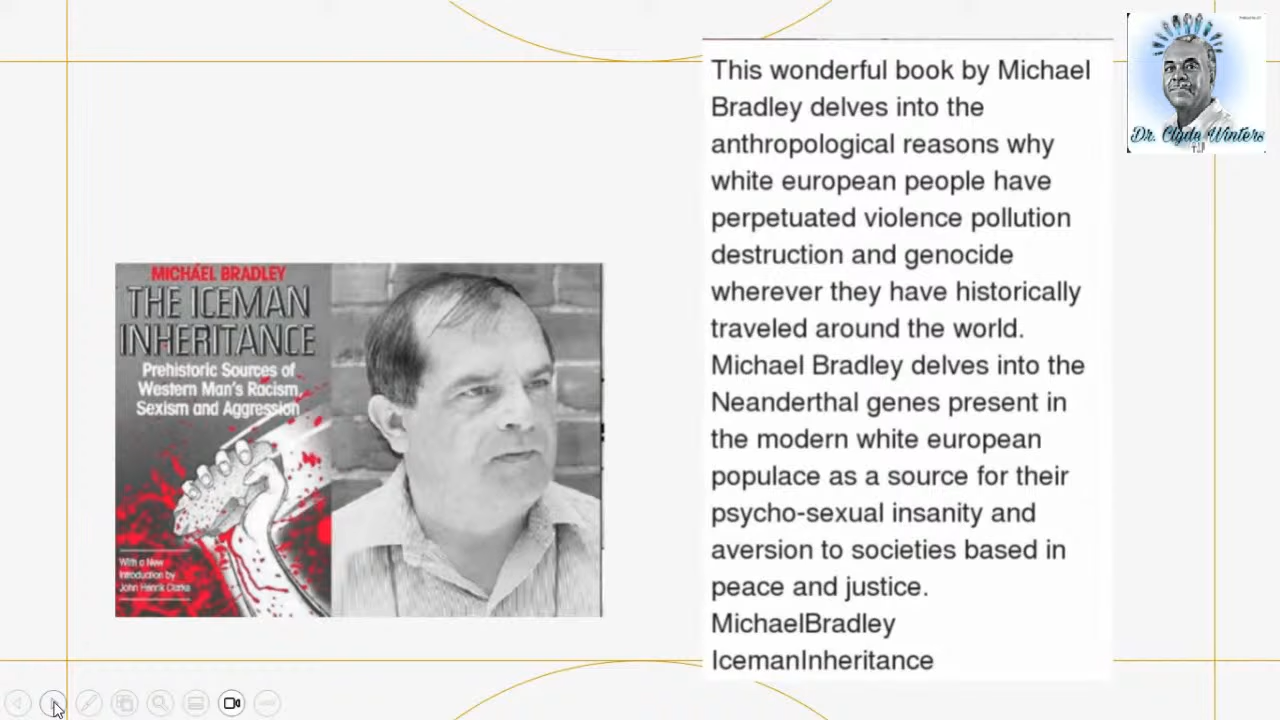 MICHAEL BRADLEY
THE ICEMAN
INHERITANCE
Prehistoric Sources of
Western Man's Racism,
Sexism and Aggression
With a New
Introduction by
John Henrik Clarke
This wonderful book by Michael
Bradley delves into the
anthropological reasons why
white european people have
perpetuated violence pollution
destruction and genocide
wherever they have historically
traveled around the world.
Michael Bradley delves into the
Neanderthal genes present in
the modern white european
populace as a source for their
psycho-sexual insanity and
aversion to societies based in
peace and justice.
MichaelBradley
IcemanInheritance
Dr. Clyde Winters